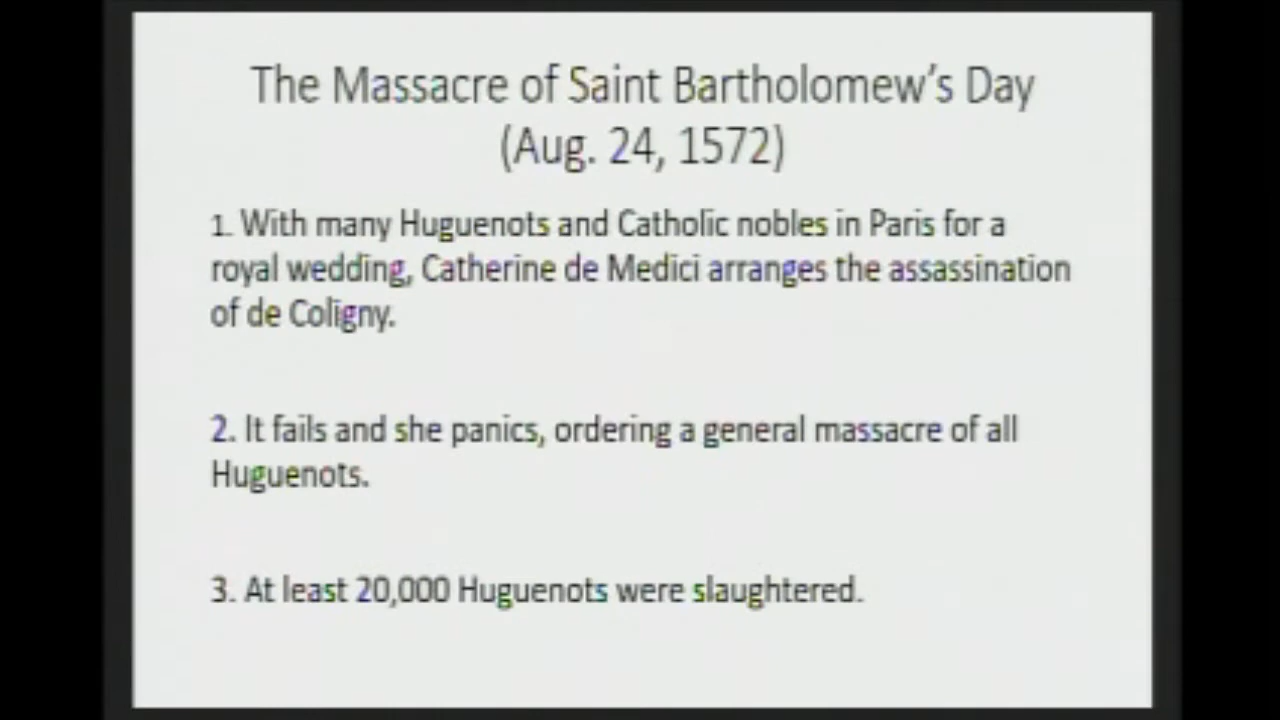 The Massacre of Saint Bartholomew's Day
(Aug. 24, 1572)
1. With many Huguenots and Catholic nobles in Paris for a
royal wedding, Catherine de Medici arranges the assassination
of de Coligny.
2. It fails and she panics, ordering a general massacre of all
Huguenots.
3. At least 20,000 Huguenots were slaughtered.